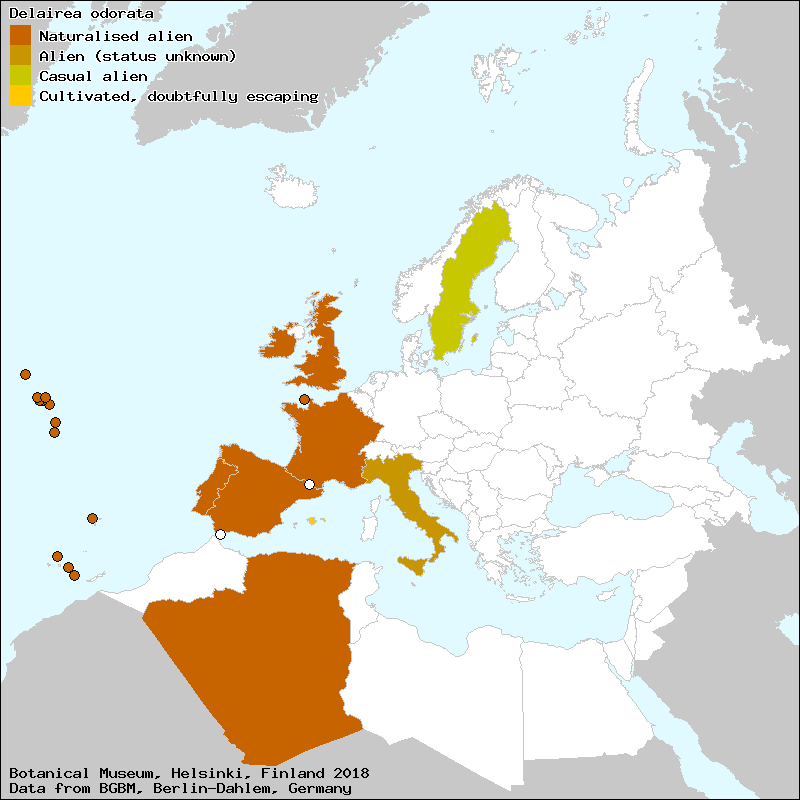 Delairea odorata
Naturalised alien
Alien (status unknown)
Casual alien
Cultivated, doubtfully escaping
Botanical Museum, Helsinki, Finland 2018
Data from BGBM, Berlin-Dahlem, Germany